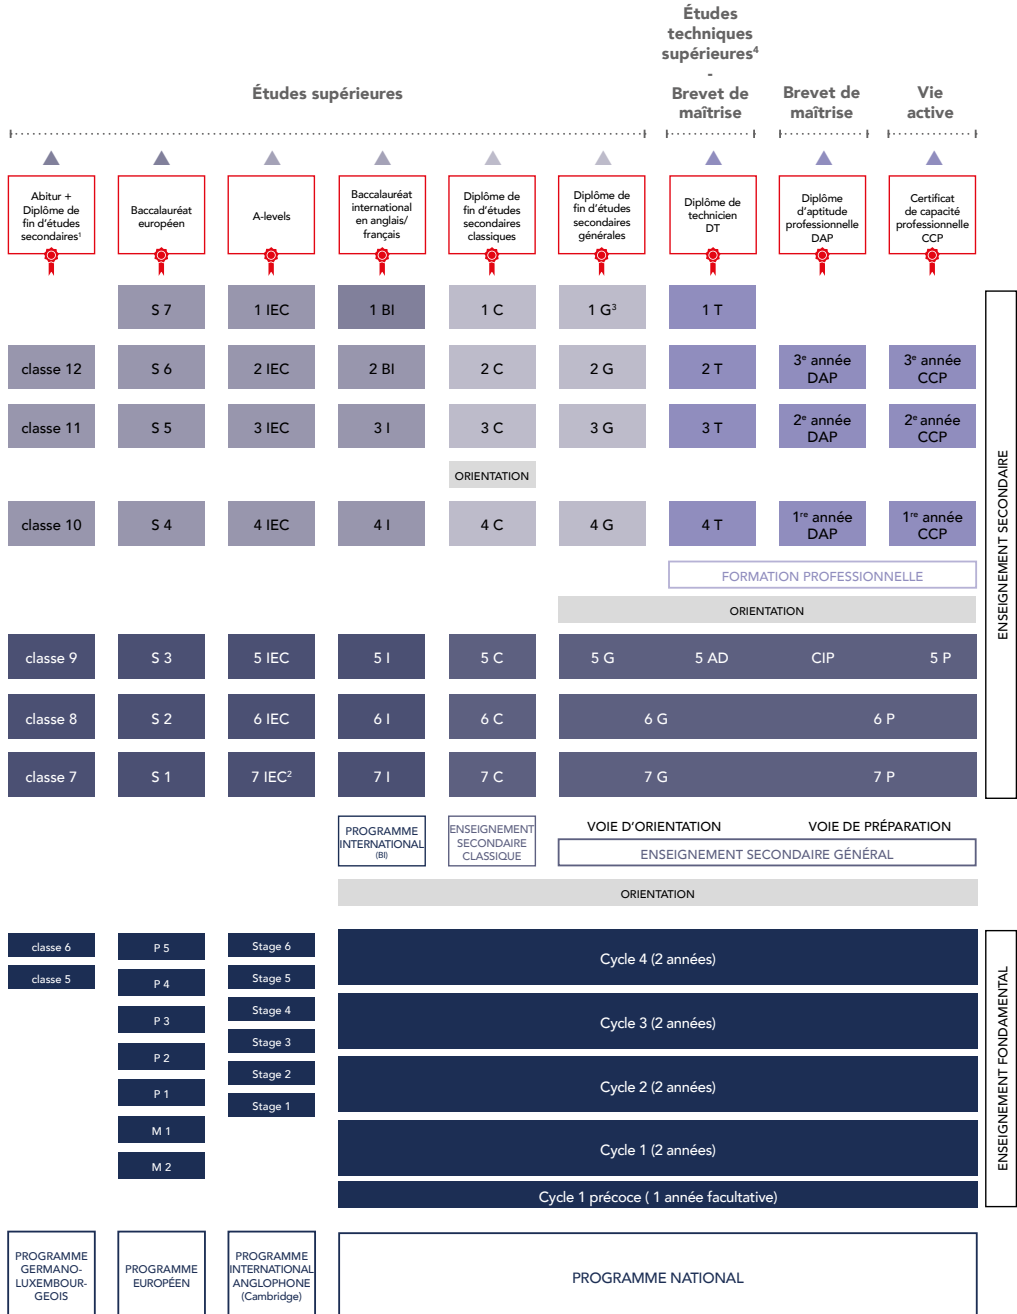 Études
techniques
supérieures⁴
-
Études supérieures
Brevet de
maîtrise
Brevet de
maîtrise
Vie
active
Abitur +
Diplôme de
fin d'études
secondaires¹
Baccalauréat
européen
A-levels
Baccalauréat
international
en anglais/
français
Diplôme de
fin d'études
secondaires
classiques
Diplôme de
fin d'études
secondaires
générales
Diplôme de
technicien
DT
Diplôme
d'aptitude
professionnelle
DAP
Certificat
de capacité
professionnelle
CCP
S 7
1 IEC
1 BI
1 C
1 G³
1 T
classe 12
S 6
2 IEC
2 BI
2 C
2 G
2 T
3ᵉ année
DAP
3ᵉ année
CCP
classe 11
S 5
3 IEC
3 I
3 C
3 G
3 T
2ᵉ année
DAP
2ᵉ année
CCP
ORIENTATION
classe 10
S 4
4 IEC
4 I
4 C
4 G
4 T
1ʳᵉ année
DAP
1ʳᵉ année
CCP
FORMATION PROFESSIONNELLE
ORIENTATION
classe 9
S 3
5 IEC
5 I
5 C
5 G
5 AD
CIP
5 P
classe 8
S 2
6 IEC
6 I
6 C
6 G
6 P
classe 7
S 1
7 IEC²
7 I
7 C
7 G
7 P
ENSEIGNEMENT SECONDAIRE
PROGRAMME
INTERNATIONAL
(BI)
ENSEIGNEMENT
SECONDAIRE
CLASSIQUE
VOIE D'ORIENTATION
VOIE DE PRÉPARATION
ENSEIGNEMENT SECONDAIRE GÉNÉRAL
ORIENTATION
classe 6
classe 5
P 5
P 4
P 3
P 2
P 1
M 1
M 2
Stage 6
Stage 5
Stage 4
Stage 3
Stage 2
Stage 1
Cycle 4 (2 années)
Cycle 3 (2 années)
Cycle 2 (2 années)
Cycle 1 (2 années)
Cycle 1 précoce ( 1 année facultative)
ENSEIGNEMENT FONDAMENTAL
PROGRAMME
GERMANO-
LUXEMBOUR-
GEOIS
PROGRAMME
EUROPÉEN
PROGRAMME
INTERNATIONAL
ANGLOPHONE
(Cambridge)
PROGRAMME NATIONAL